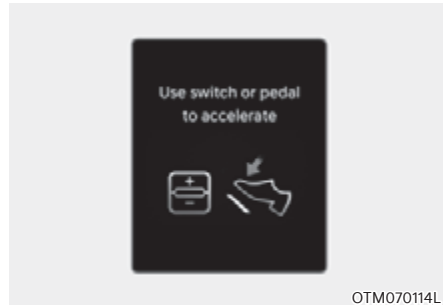 Use switch or pedal
to accelerate
+
-
OTM070114L